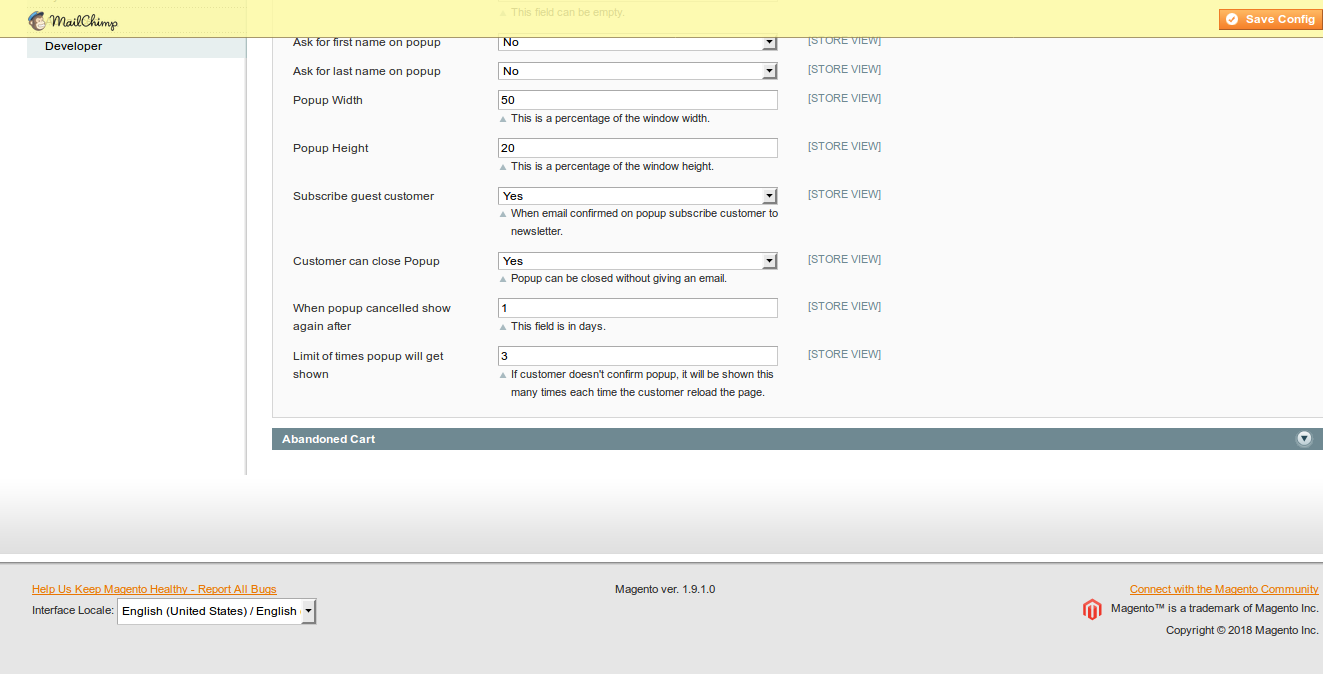 This field can be empty.
MailChimp
Save Config
Developer
Ask for first name on popup No [STORE VIEW]
Ask for last name on popup No [STORE VIEW]
Popup Width 50 [STORE VIEW]
This is a percentage of the window width.
Popup Height 20 [STORE VIEW]
This is a percentage of the window height.
Subscribe guest customer Yes [STORE VIEW]
When email confirmed on popup subscribe customer to
newsletter.
Customer can close Popup Yes [STORE VIEW]
Popup can be closed without giving an email.
When popup cancelled show 1 [STORE VIEW]
again after
This field is in days.
Limit of times popup will get 3 [STORE VIEW]
shown
If customer doesn't confirm popup, it will be shown this
many times each time the customer reload the page.
Abandoned Cart
Help Us Keep Magento Healthy - Report All Bugs
Interface Locale: English (United States) / English
Magento ver. 1.9.1.0
Connect with the Magento Community
Magento™ is a trademark of Magento Inc.
Copyright © 2018 Magento Inc.